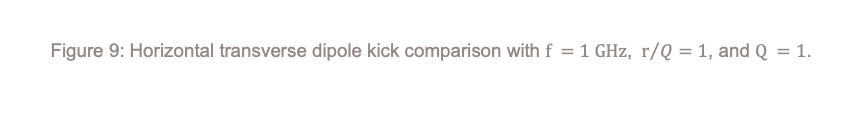 Figure 9: Horizontal transverse dipole kick comparison with f = 1 GHz, r/Q = 1, and Q = 1.